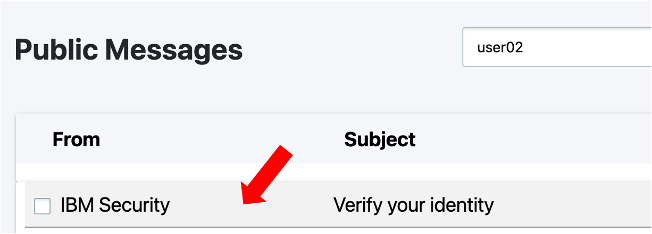 Public Messages
user02
From Subject
IBM Security Verify your identity